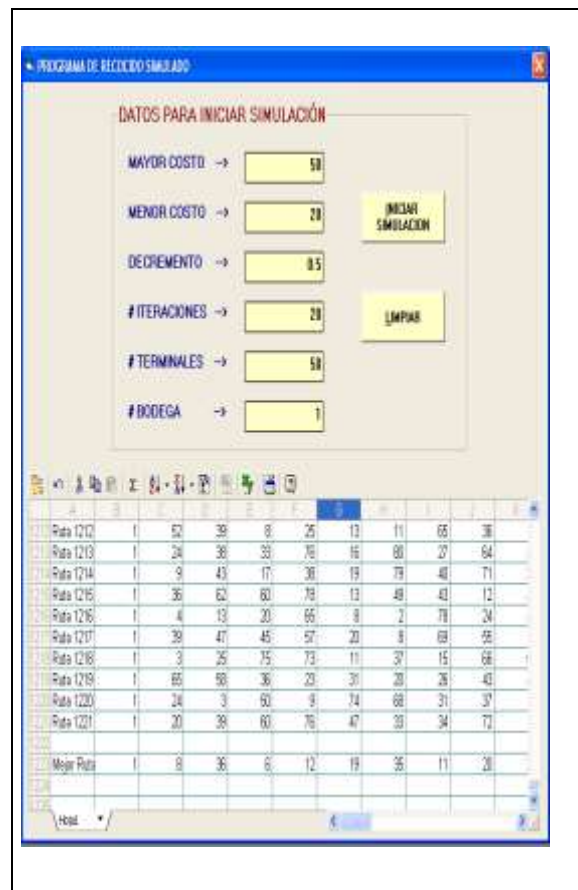 PROGRAMA DE RECOCIDO SIMULADO
DATOS PARA INICIAR SIMULACIÓN
MAYOR COSTO -> 50
MENOR COSTO -> 20
INICIAR
SIMULACION
DECREMENTO -> 0.5
# ITERACIONES -> 20
LIMPIAR
# TERMINALES -> 50
# BODEGA -> 1
A B C D E F G H I J
Ruta 1212 1 52 39 8 25 13 11 65 36
Ruta 1213 1 24 38 33 76 16 80 27 64
Ruta 1214 1 9 43 17 38 19 79 40 71
Ruta 1215 1 36 62 60 78 13 49 43 12
Ruta 1216 1 4 13 20 65 8 2 78 24
Ruta 1217 1 39 47 45 57 20 8 69 55
Ruta 1218 1 3 25 75 73 11 37 15 68
Ruta 1219 1 65 58 36 23 31 20 26 43
Ruta 1220 1 24 3 60 9 74 68 31 37
Ruta 1221 1 20 39 60 76 47 33 34 72
Mejor Ruta 1 8 36 6 12 19 35 11 20